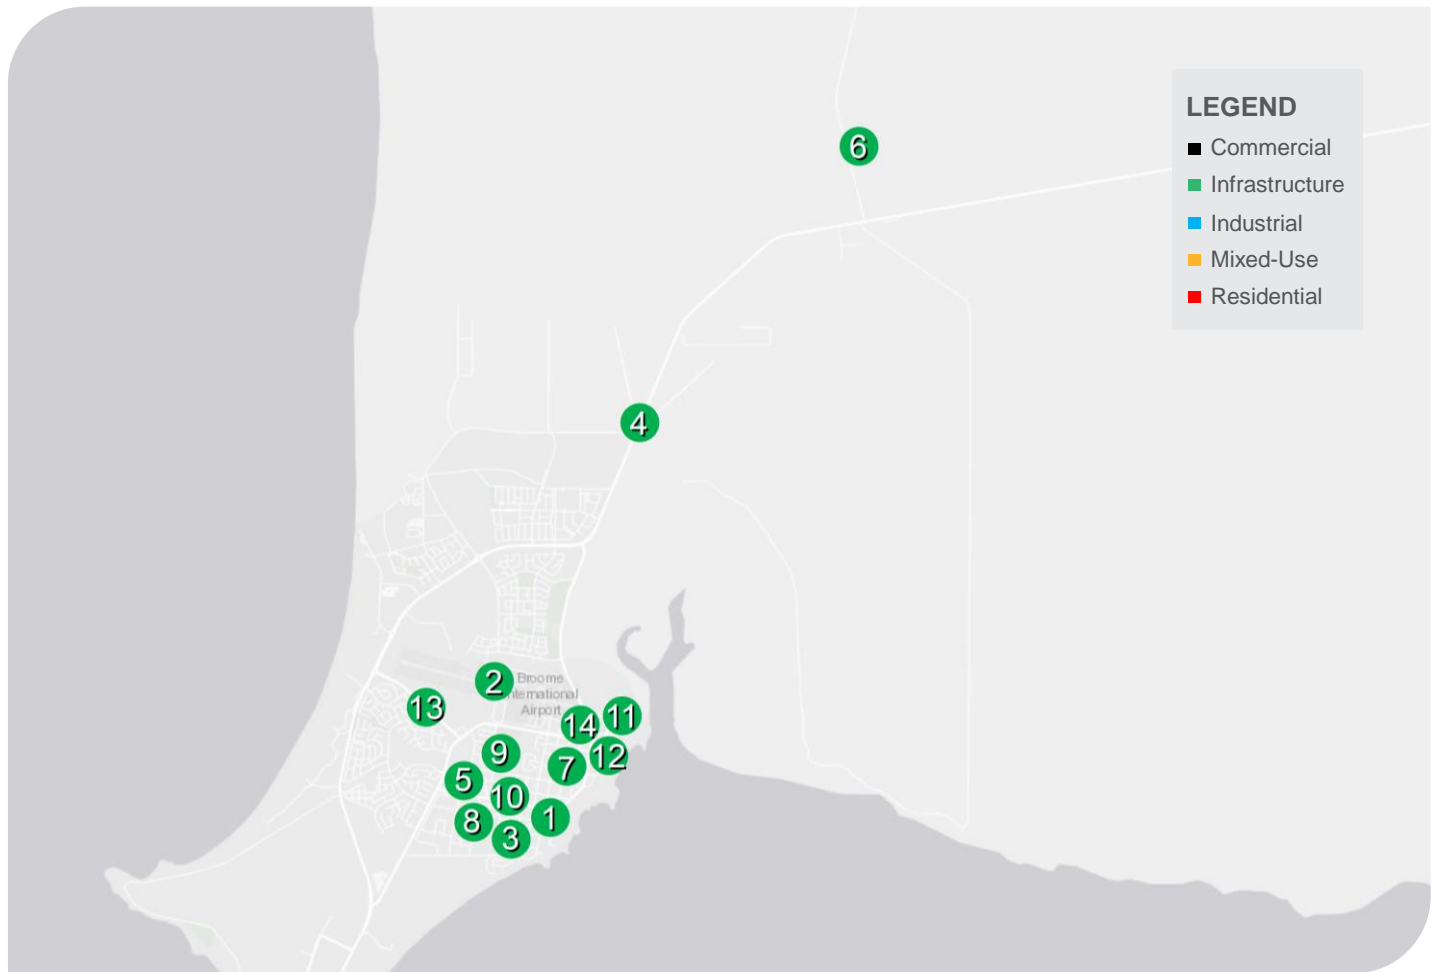 LEGEND
Commercial
Infrastructure
Industrial
Mixed-Use
Residential
6
4
2
Broome
International
Airport
13
14
11
9
12
7
5
10
1
8
3